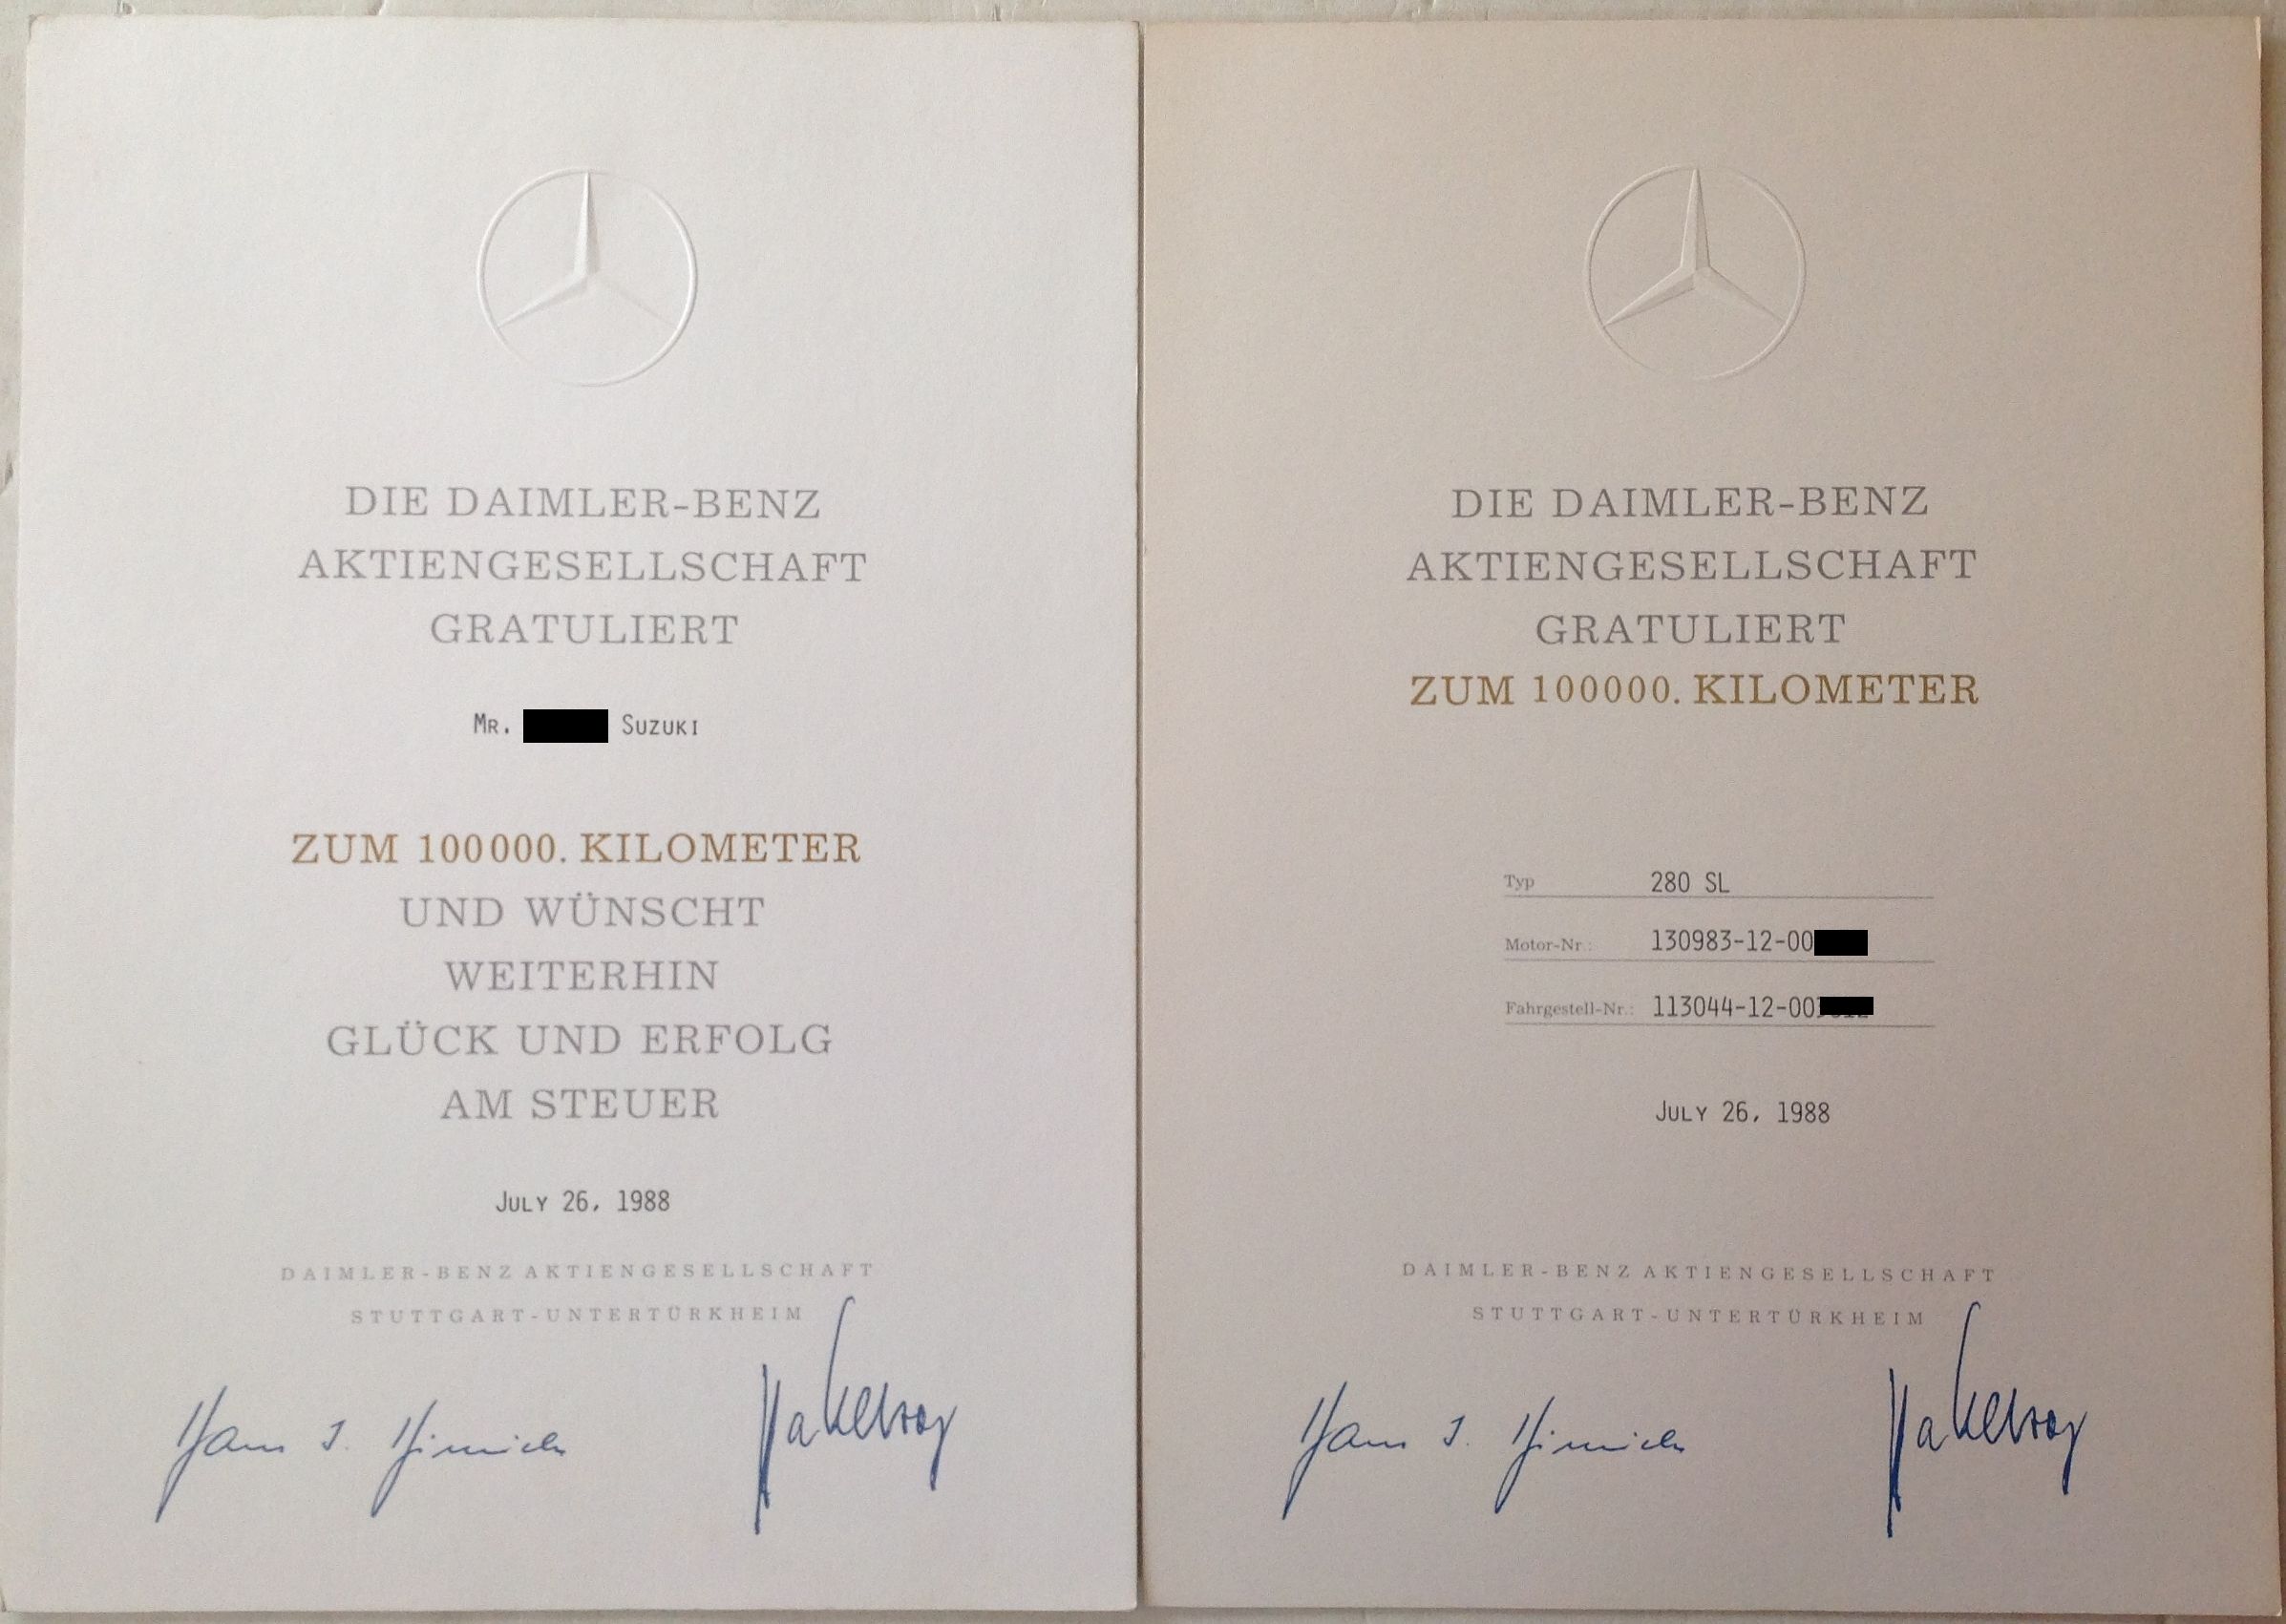 DIE DAIMLER-BENZ
AKTIENGESELLSCHAFT
GRATULIERT
MR. SUZUKI
ZUM 100000. KILOMETER
UND WÜNSCHT
WEITERHIN
GLÜCK UND ERFOLG
AM STEUER
JULY 26, 1988
DAIMLER-BENZ AKTIENGESELLSCHAFT
STUTTGART-UNTERTÜRKHEIM
DIE DAIMLER-BENZ
AKTIENGESELLSCHAFT
GRATULIERT
ZUM 100000. KILOMETER
Typ 280 SL
Motor-Nr.: 130983-12-00
Fahrgestell-Nr.: 113044-12-00
JULY 26, 1988
DAIMLER-BENZ AKTIENGESELLSCHAFT
STUTTGART-UNTERTÜRKHEIM